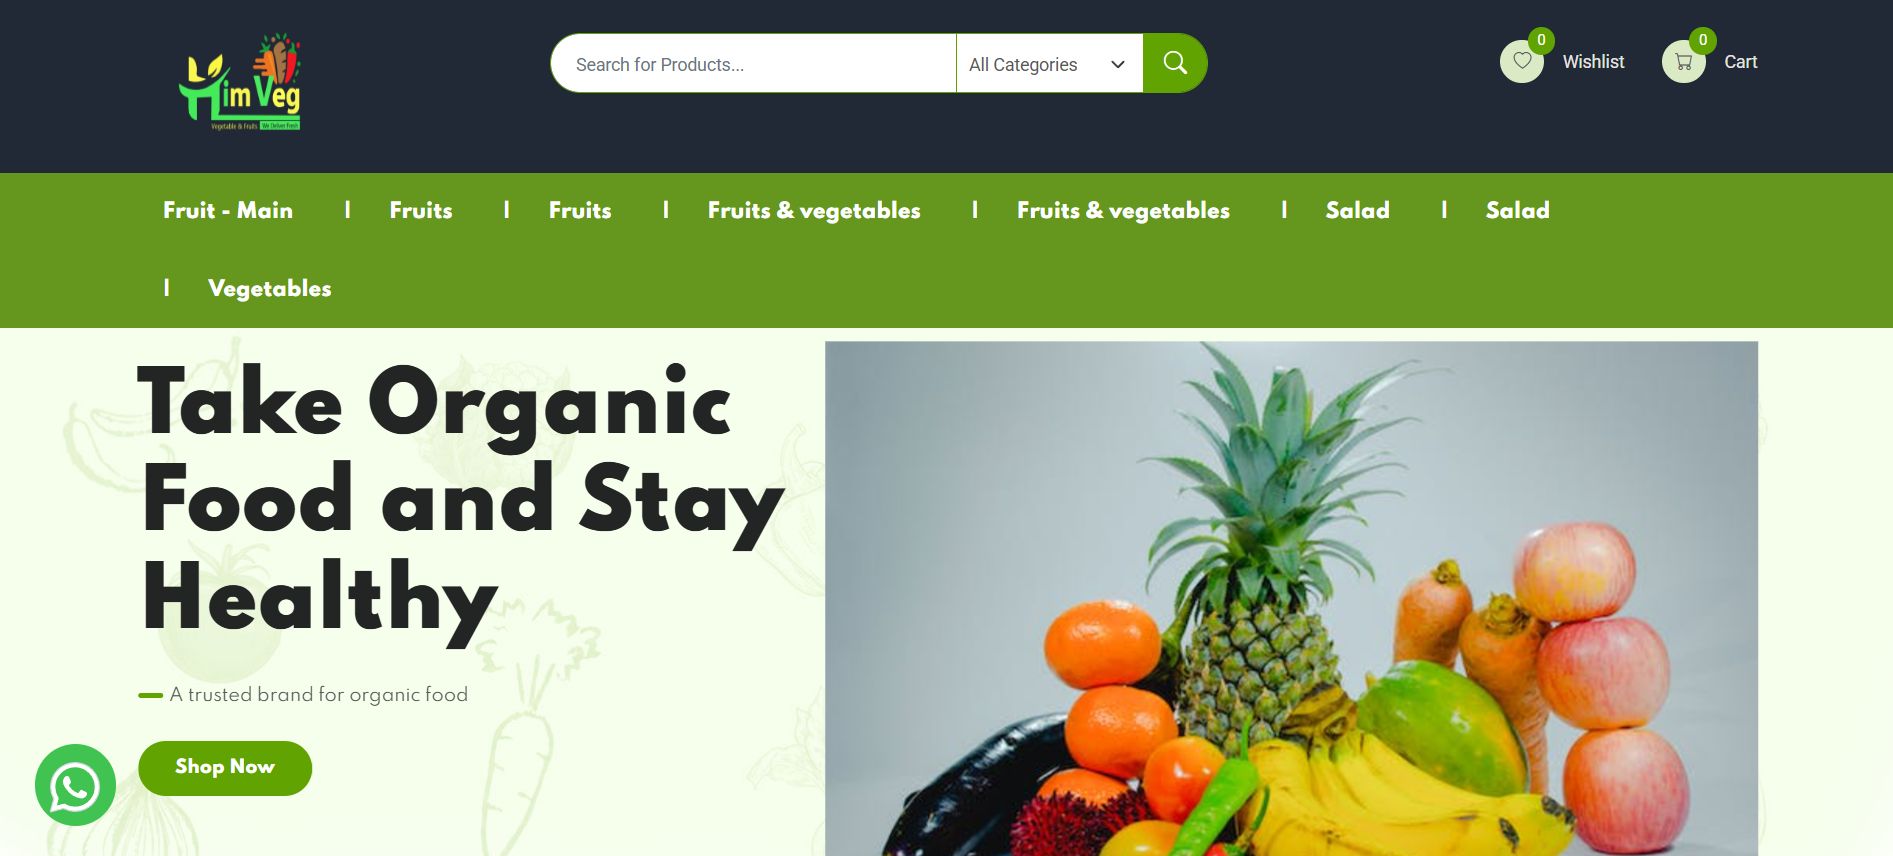 Him Veg
Vegetable & Fruits We Deliver Fresh
Search for Products...
All Categories
0
Wishlist
0
Cart
Fruit - Main | Fruits | Fruits | Fruits & vegetables | Fruits & vegetables | Salad | Salad
| Vegetables
Take Organic
Food and Stay
Healthy
A trusted brand for organic food
Shop Now